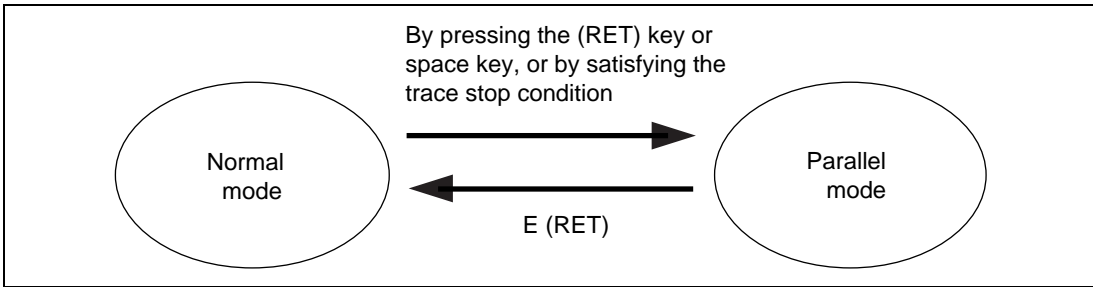 By pressing the (RET) key or
space key, or by satisfying the
trace stop condition
Normal
mode
Parallel
mode
E (RET)